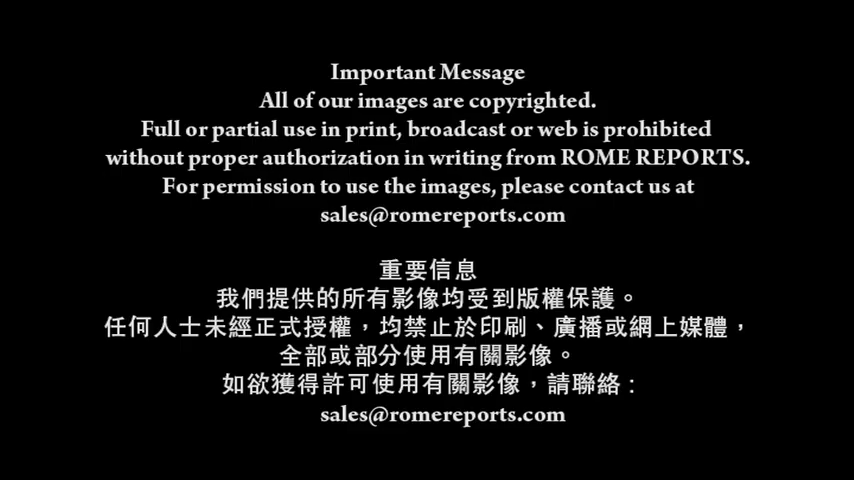 Important Message
All of our images are copyrighted.
Full or partial use in print, broadcast or web is prohibited
without proper authorization in writing from ROME REPORTS.
For permission to use the images, please contact us at
sales@romereports.com
重要信息
我們提供的所有影像均受到版權保護。
任何人士未經正式授權，均禁止於印刷、廣播或網上媒體，
全部或部分使用有關影像。
如欲獲得許可使用有關影像，請聯絡：
sales@romereports.com